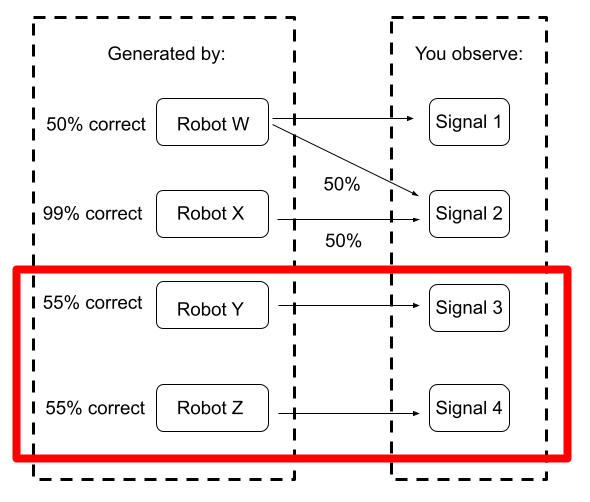 Generated by:
You observe:
50% correct
Robot W
Signal 1
50%
99% correct
Robot X
Signal 2
50%
55% correct
Robot Y
Signal 3
55% correct
Robot Z
Signal 4